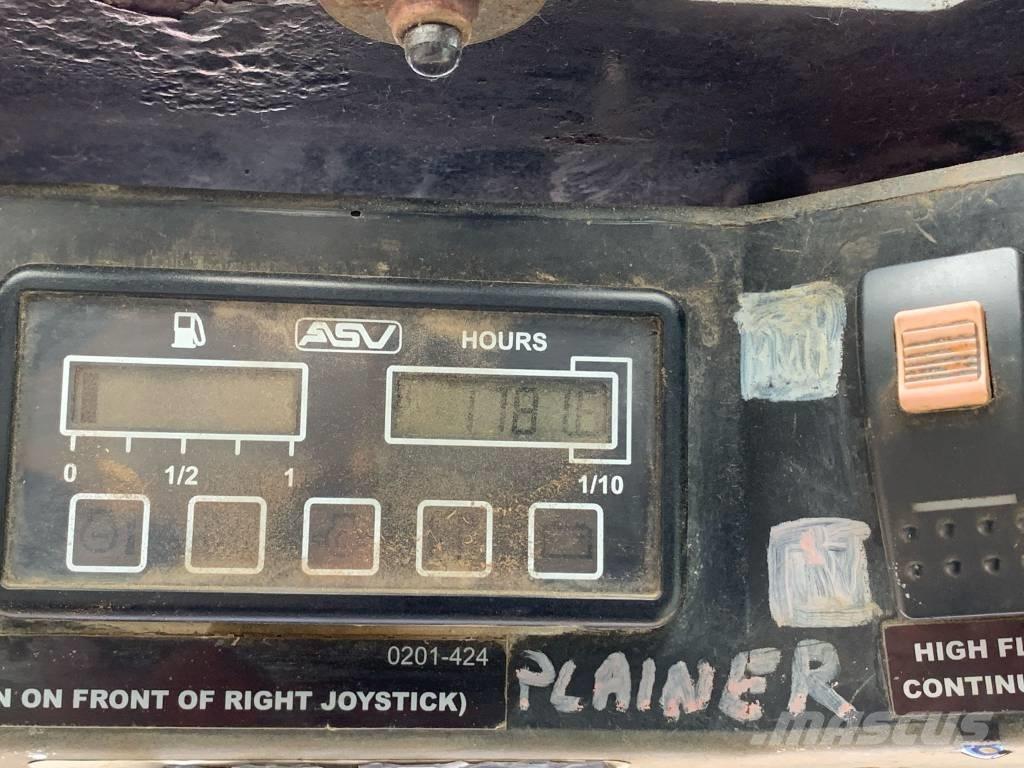 ASV HOURS
0 1/2 1 1/10
0201-424
N ON FRONT OF RIGHT JOYSTICK)
PLAINER
HIGH FL
CONTINU
MASCUS